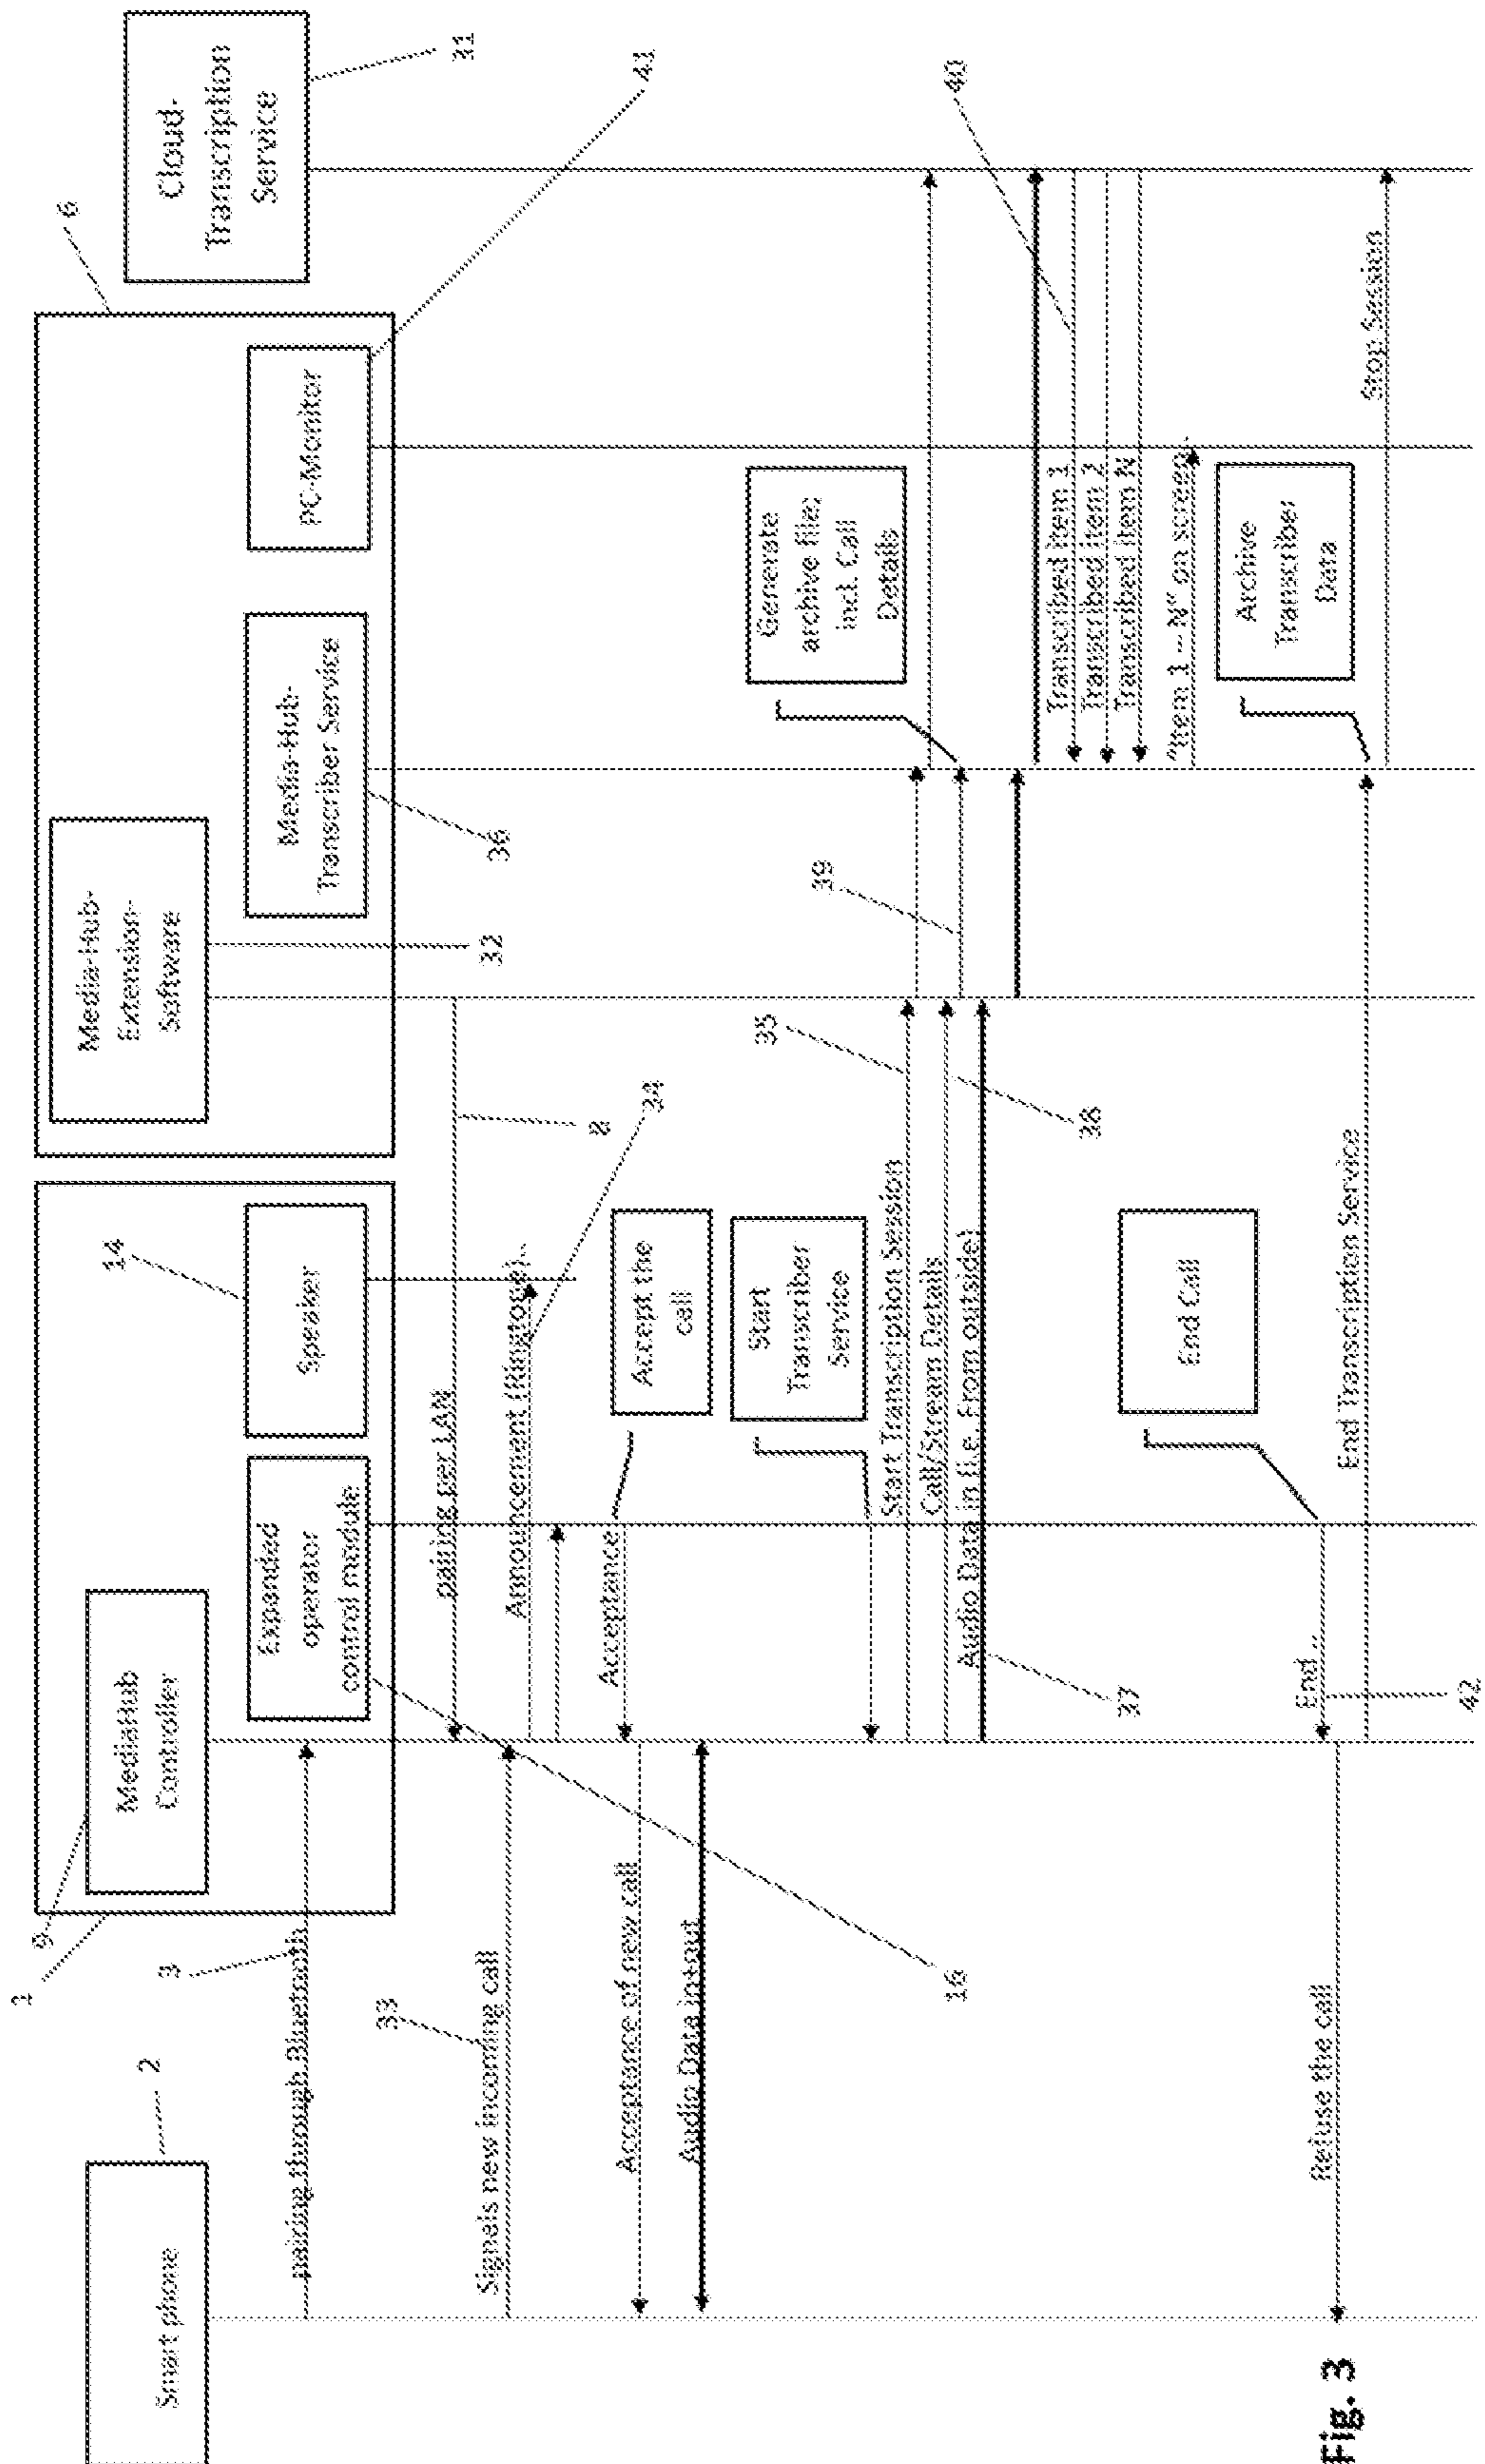 Smart phone
2
1
9
MediaHub
Controller
Expanded
operator
control module
Speaker
14
Media-Hub-
Extension-
Software
32
Media-Hub-
Transcriber Service
36
PC-Monitor
6
Cloud-
Transcription
Service
31
41
pairing through Bluetooth
3
pairing per LAN
8
Signals new incoming call
33
Announcement (Ringtone)..
34
Acceptance
Accept the
call
Acceptance of new call
Audio Data in+out
16
Start
Transcriber
Service
Start Transcription Session
35
Call/Stream Details
38
Audio Data in (i.e. From outside)
37
39
Generate
archive file;
incl. Call
Details
40
Transcribed item 1
Transcribed item 2
Transcribed item N
"Item 1 – N" on screen
Archive
Transcriber
Data
End Call
End ..
42
Refuse the call
End Transcription Service
Stop Session
Fig. 3